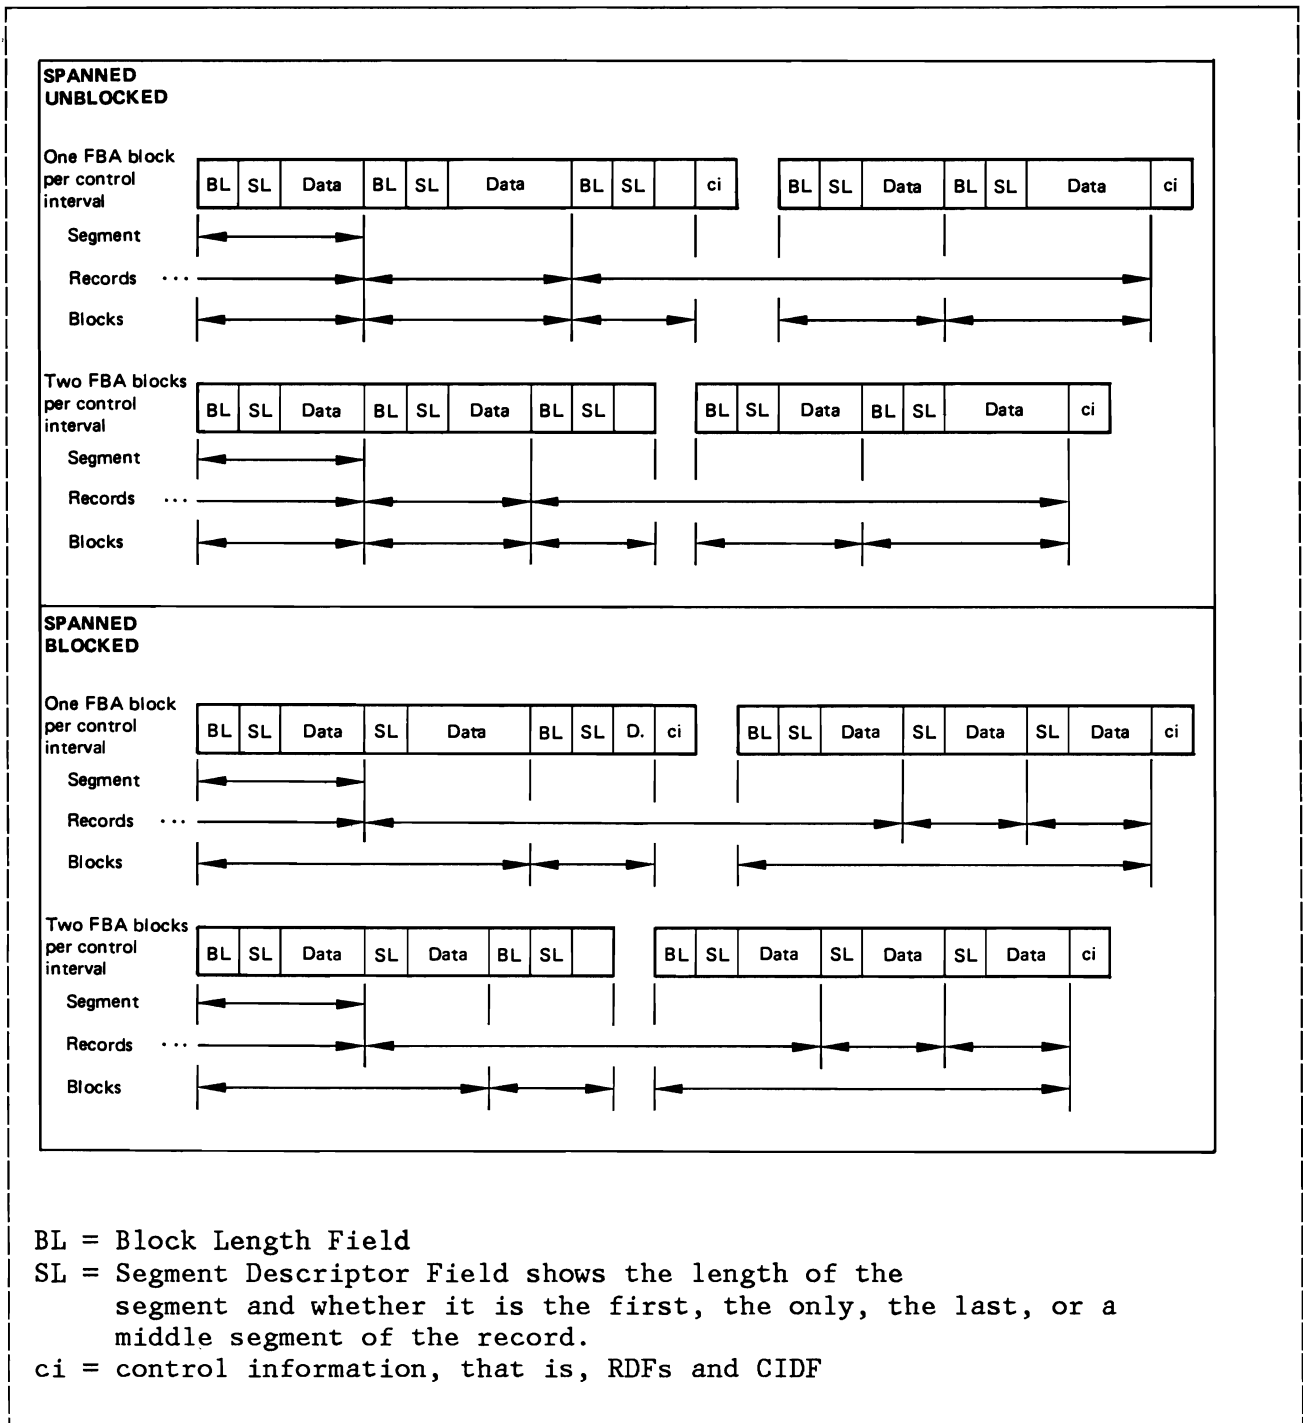 SPANNED
UNBLOCKED
One FBA block
per control
interval
BL SL Data BL SL Data BL SL ci BL SL Data BL SL Data ci
Segment
Records ...
Blocks
Two FBA blocks
per control
interval
BL SL Data BL SL Data BL SL BL SL Data BL SL Data ci
Segment
Records ...
Blocks
SPANNED
BLOCKED
One FBA block
per control
interval
BL SL Data SL Data BL SL D. ci BL SL Data SL Data SL Data ci
Segment
Records ...
Blocks
Two FBA blocks
per control
interval
BL SL Data SL Data BL SL BL SL Data SL Data SL Data ci
Segment
Records ...
Blocks
BL = Block Length Field
SL = Segment Descriptor Field shows the length of the
segment and whether it is the first, the only, the last, or a
middle segment of the record.
ci = control information, that is, RDFs and CIDF